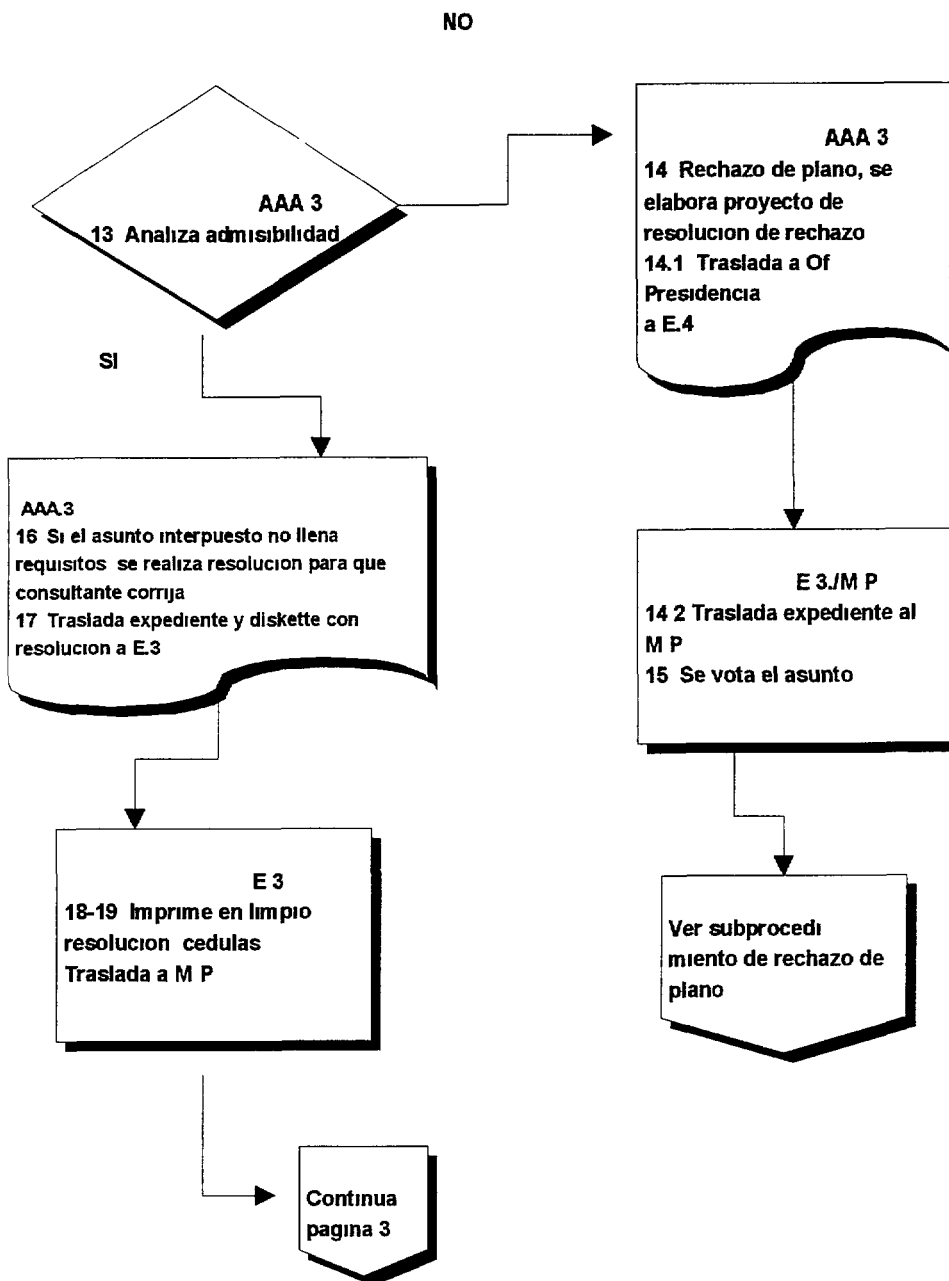 NO
AAA 3
13 Analiza admisibilidad
AAA 3
14 Rechazo de plano, se
elabora proyecto de
resolucion de rechazo
14.1 Traslada a Of
Presidencia
a E.4
SI
AAA.3
16 Si el asunto interpuesto no llena
requisitos se realiza resolucion para que
consultante corrija
17 Traslada expediente y diskette con
resolucion a E.3
E 3./M P
14 2 Traslada expediente al
M P
15 Se vota el asunto
E 3
18-19 Imprime en limpio
resolucion cedulas
Traslada a M P
Ver subprocedi
miento de rechazo de
plano
Continua
pagina 3